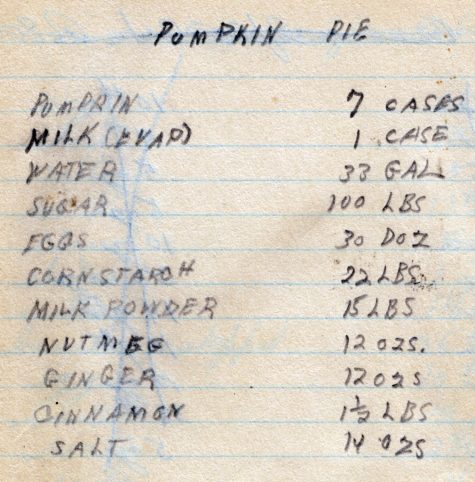 PUMPKIN PIE
PUMPKIN 7 CASES
MILK (EVAP) 1 CASE
WATER 33 GAL
SUGAR 100 LBS
EGGS 30 DOZ
CORNSTARCH 22 LBS.
MILK POWDER 15 LBS
NUTMEG 12 OZS.
GINGER 12 OZS
CINNAMON 1½ LBS
SALT 14 OZS